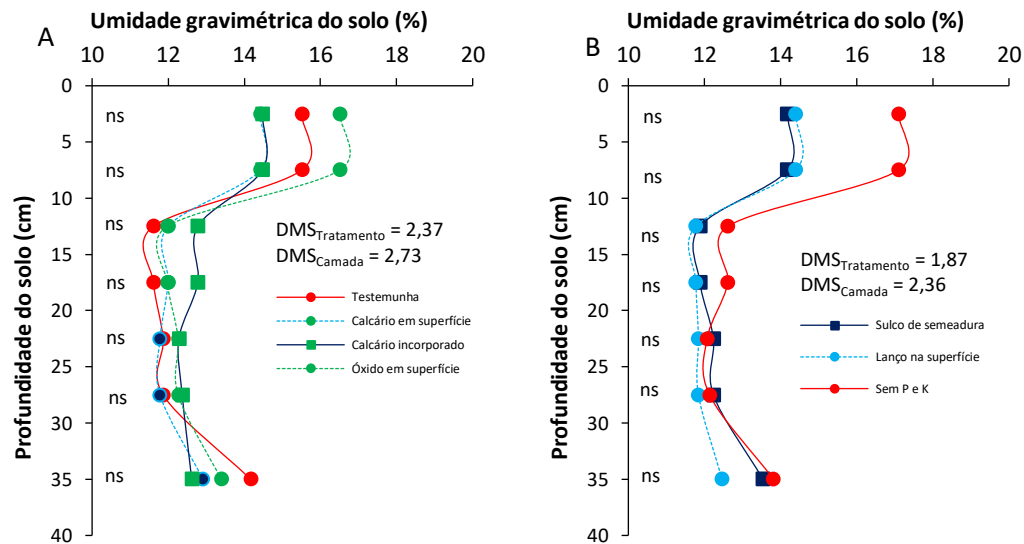 A
Umidade gravimétrica do solo (%)
10 12 14 16 18 20
Profundidade do solo (cm)
0
5
10
15
20
25
30
35
40
ns
ns
ns
ns
ns
ns
ns
DMSTratamento = 2,37
DMSCamada = 2,73
Testemunha
Calcário em superfície
Calcário incorporado
Óxido em superfície
B
Umidade gravimétrica do solo (%)
10 12 14 16 18 20
Profundidade do solo (cm)
0
5
10
15
20
25
30
35
40
ns
ns
ns
ns
ns
ns
ns
DMSTratamento = 1,87
DMSCamada = 2,36
Sulco de semeadura
Lanço na superfície
Sem P e K